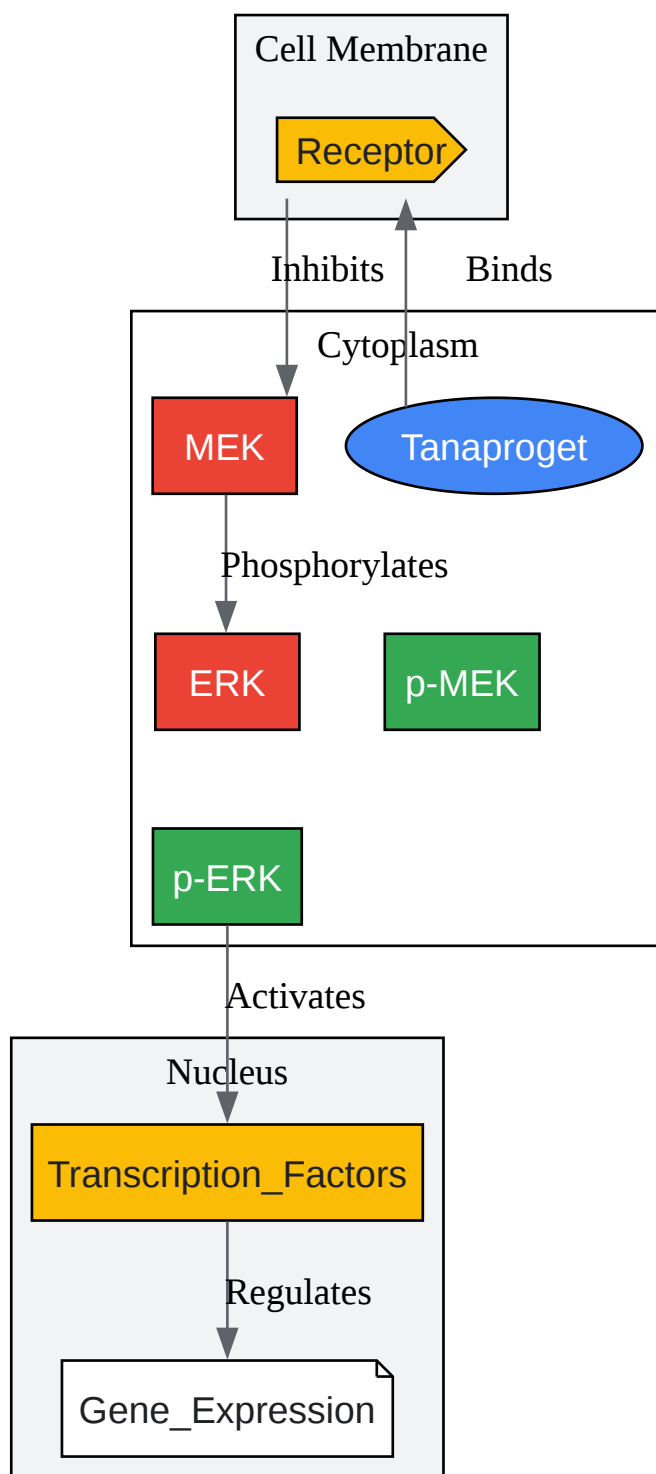 Cell Membrane
Receptor
Inhibits
Binds
Cytoplasm
MEK
Tanaproget
Phosphorylates
ERK
p-MEK
p-ERK
Activates
Nucleus
Transcription_Factors
Regulates
Gene_Expression